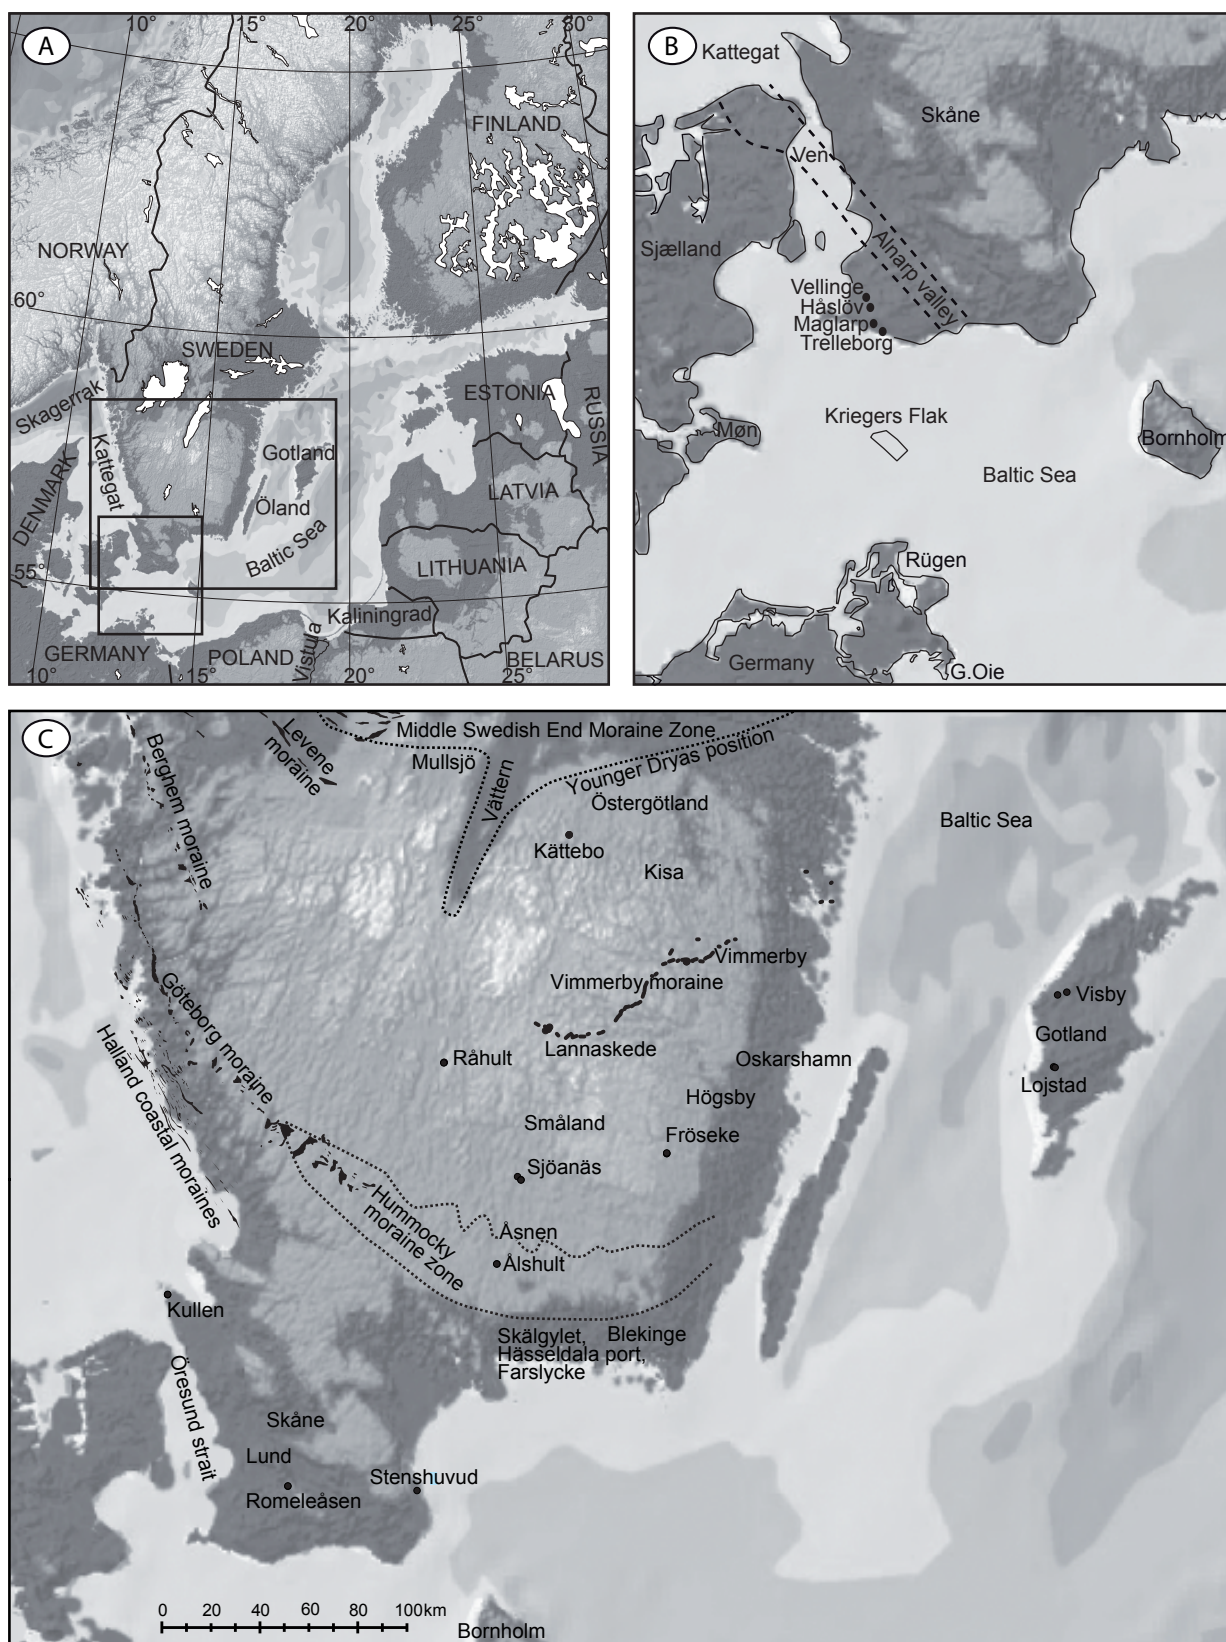 A
10°
15°
20°
25°
30°
FINLAND
NORWAY
60°
SWEDEN
Skagerrak
ESTONIA
RUSSIA
Kattegat
Gotland
DENMARK
LATVIA
Öland
Baltic Sea
LITHUANIA
55°
Kaliningrad
GERMANY
POLAND
Vistula
BELARUS
10°
15°
20°
25°
B
Kattegat
Skåne
Ven
Sjælland
Alnarp valley
Vellinge
Håslöv
Maglarp
Trelleborg
Kriegers Flak
Møn
Bornholm
Baltic Sea
Rügen
Germany
G.Oie
C
Middle Swedish End Moraine Zone
Levene
moraine
Mullsjö
Berghem moraine
Vättern
Younger Dryas position
Östergötland
Baltic Sea
Kättebo
Kisa
Vimmerby
Vimmerby moraine
Göteborg moraine
Visby
Gotland
Halland coastal moraines
Lannaskede
Råhult
Oskarshamn
Lojstad
Högsby
Småland
Fröseke
Sjöanäs
Hummocky
moraine zone
Åsnen
Ålshult
Kullen
Skälgylet,
Blekinge
Hässeldala port,
Farslycke
Öresund strait
Skåne
Lund
Stenshuvud
Romeleåsen
0 20 40 60 80 100 km
Bornholm